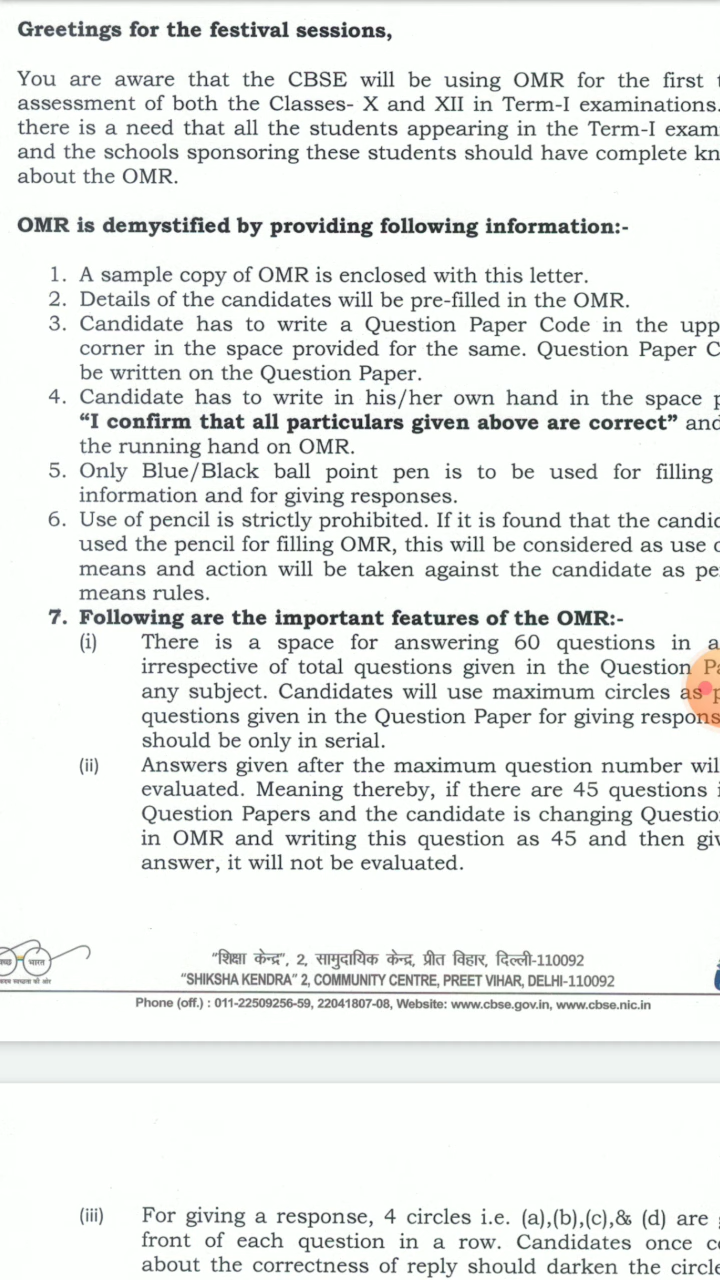 Greetings for the festival sessions,
You are aware that the CBSE will be using OMR for the first
assessment of both the Classes- X and XII in Term-I examinations.
there is a need that all the students appearing in the Term-I exam
and the schools sponsoring these students should have complete kn
about the OMR.
OMR is demystified by providing following information:-
1. A sample copy of OMR is enclosed with this letter.
2. Details of the candidates will be pre-filled in the OMR.
3. Candidate has to write a Question Paper Code in the upp
corner in the space provided for the same. Question Paper C
be written on the Question Paper.
4. Candidate has to write in his/her own hand in the space p
“I confirm that all particulars given above are correct” and
the running hand on OMR.
5. Only Blue/Black ball point pen is to be used for filling
information and for giving responses.
6. Use of pencil is strictly prohibited. If it is found that the candid
used the pencil for filling OMR, this will be considered as use
means and action will be taken against the candidate as pe
means rules.
7. Following are the important features of the OMR:-
(i) There is a space for answering 60 questions in a
irrespective of total questions given in the Question Pa
any subject. Candidates will use maximum circles as p
questions given in the Question Paper for giving respons
should be only in serial.
(ii) Answers given after the maximum question number wil
evaluated. Meaning thereby, if there are 45 questions i
Question Papers and the candidate is changing Questio
in OMR and writing this question as 45 and then giv
answer, it will not be evaluated.
भारत
“शिक्षा केन्द्र”, 2, सामुदायिक केन्द्र, प्रीत विहार, दिल्ली-110092
“SHIKSHA KENDRA” 2, COMMUNITY CENTRE, PREET VIHAR, DELHI-110092
Phone (off.) : 011-22509256-59, 22041807-08, Website: www.cbse.gov.in, www.cbse.nic.in
(iii) For giving a response, 4 circles i.e. (a),(b),(c),& (d) are
front of each question in a row. Candidates once c
about the correctness of reply should darken the circle